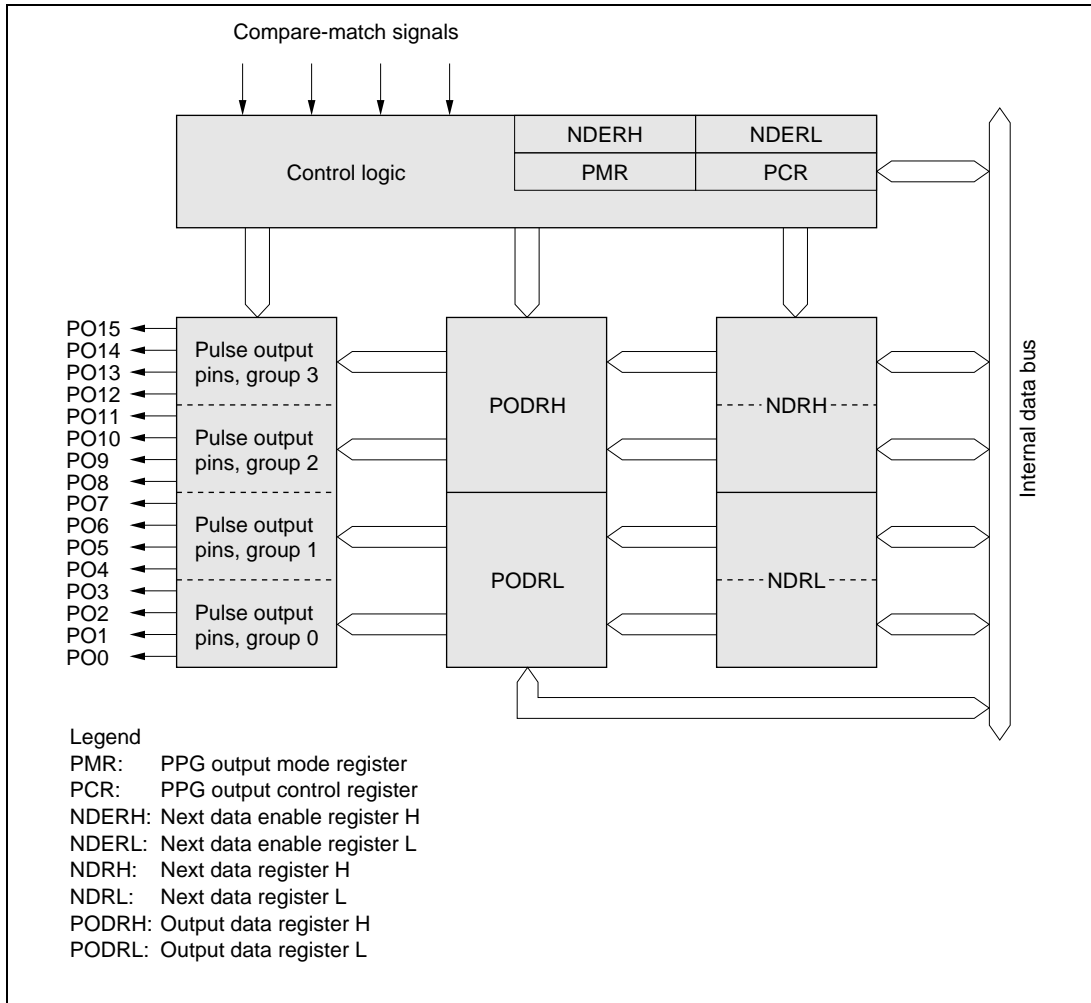 Compare-match signals
Control logic
NDERH
NDERL
PMR
PCR
PO15
PO14
PO13
PO12
PO11
PO10
PO9
PO8
PO7
PO6
PO5
PO4
PO3
PO2
PO1
PO0
Pulse output
pins, group 3
Pulse output
pins, group 2
Pulse output
pins, group 1
Pulse output
pins, group 0
PODRH
PODRL
NDRH
NDRL
Internal data bus
Legend
PMR: PPG output mode register
PCR: PPG output control register
NDERH: Next data enable register H
NDERL: Next data enable register L
NDRH: Next data register H
NDRL: Next data register L
PODRH: Output data register H
PODRL: Output data register L